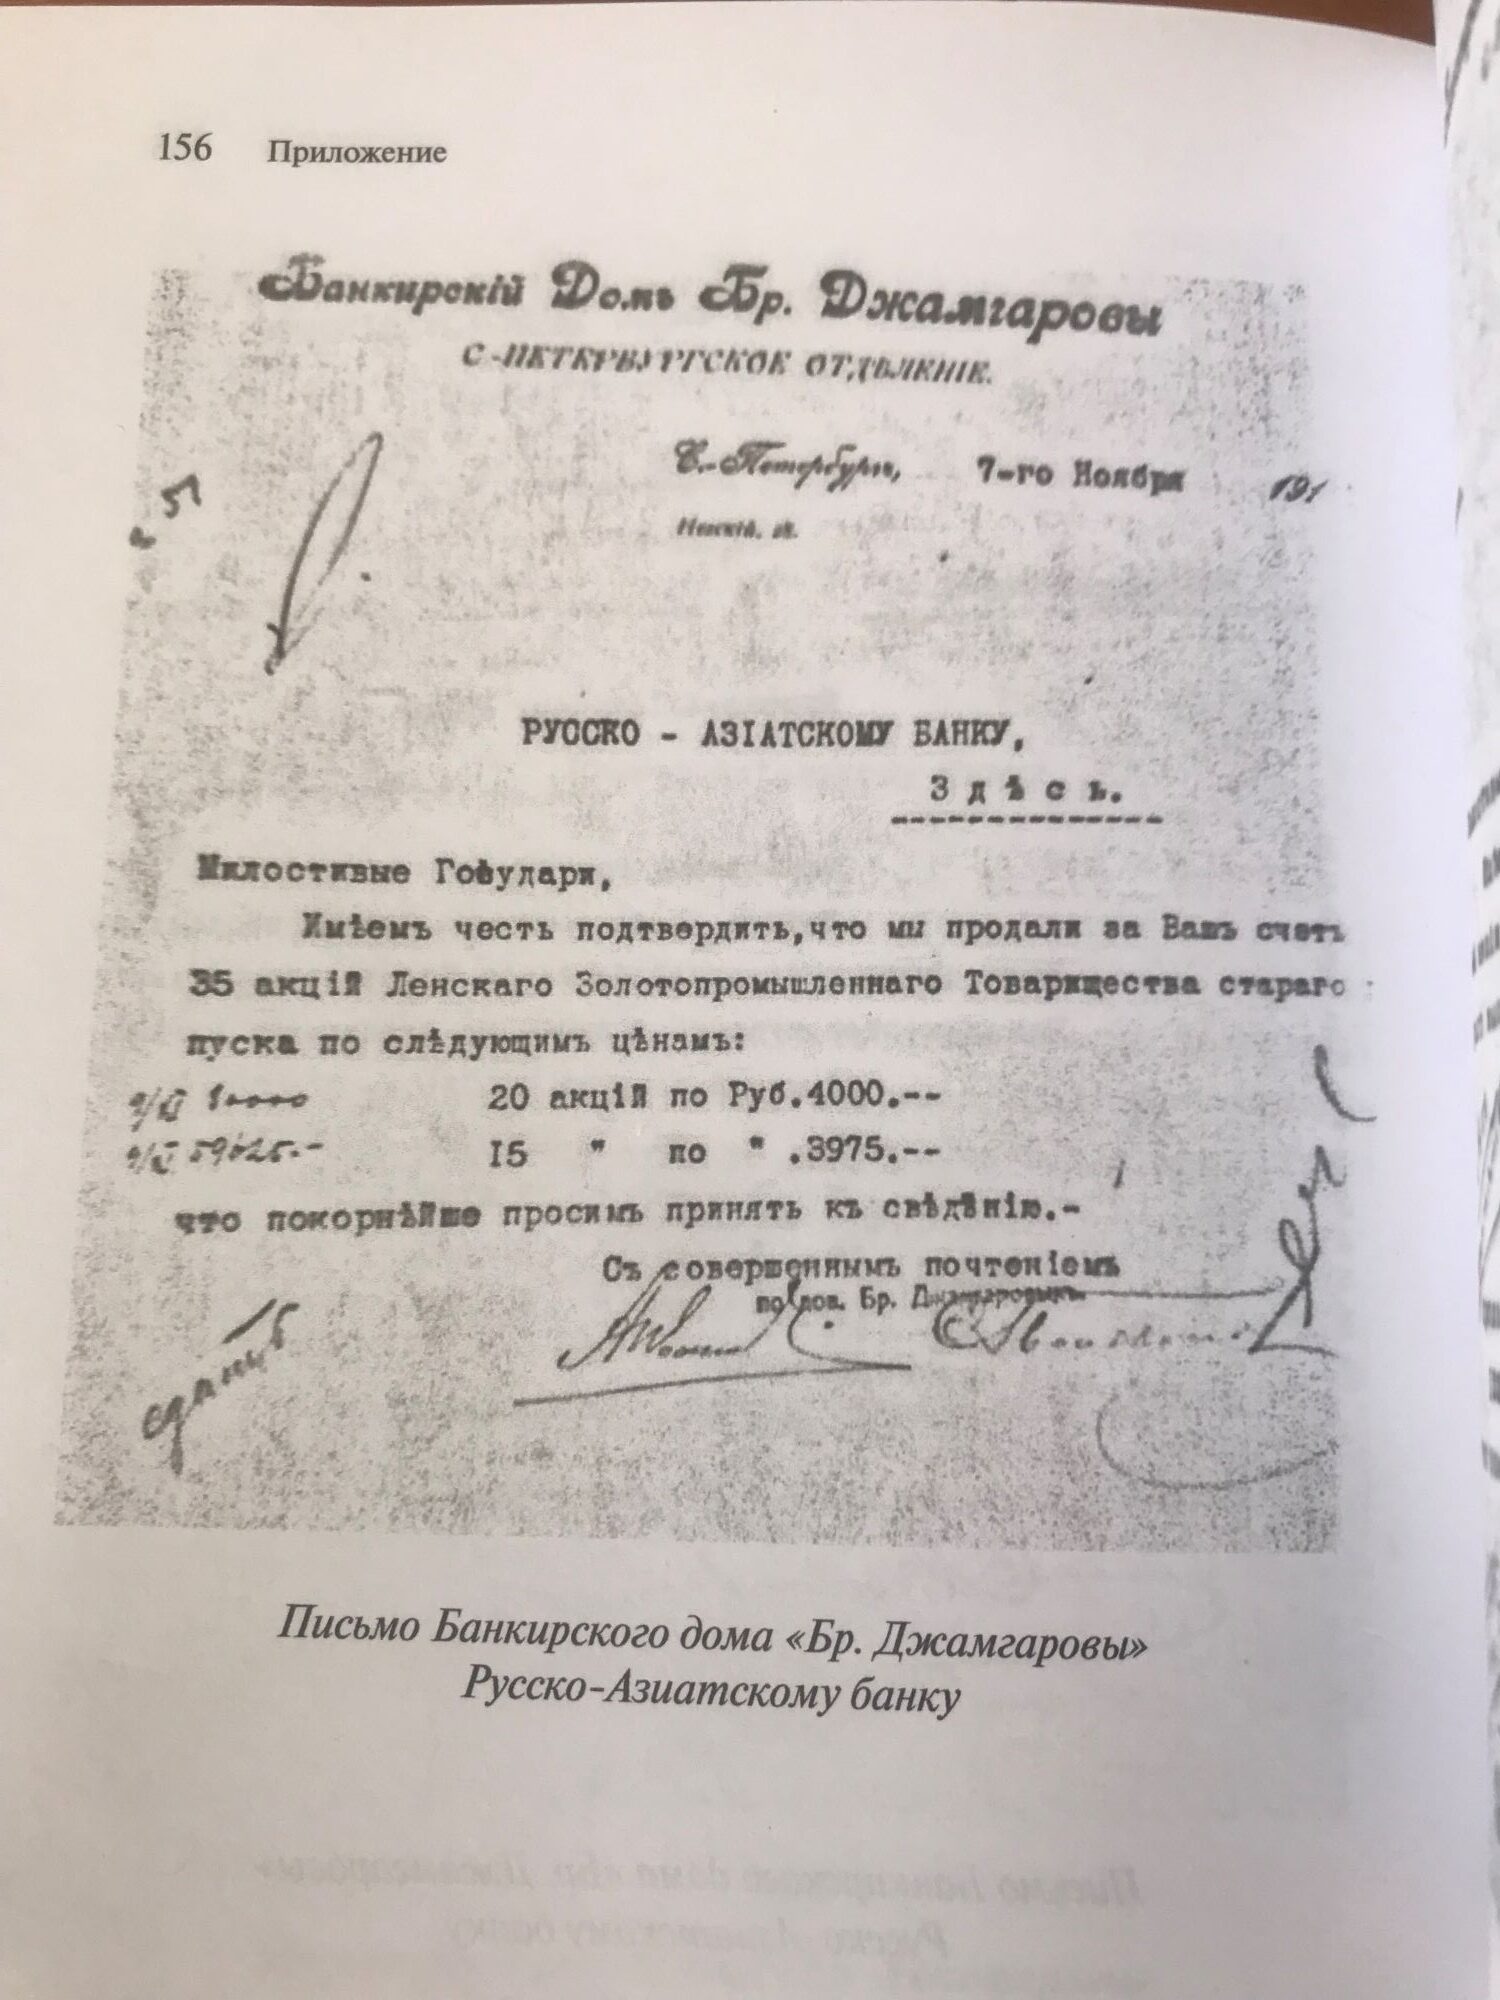 156 Приложение
Банкирскій Домъ Бр. Джамгаровы
С-ПЕТЕРБУРГСКОЕ ОТДѢЛЕНІЕ.
С.-Петербургъ, 7-го Ноября 191
Невскій,
РУССКО - АЗІАТСКОМУ БАНКУ,
Здѣсь.
Милостивые Государи,
Имѣемъ честь подтвердить,что мы продали за Вашъ счетъ
35 акцій Ленскаго Золотопромышленнаго Товарищества стараго
пуска по слѣдующимъ цѣнамъ:
20 акцій по Руб.4000.--
59625.- 15 " по " .3975.--
что покорнѣйше просимъ принять къ свѣдѣнію.-
Съ совершеннымъ почтеніемъ
по дов. Бр. Джамгаровыхъ
Письмо Банкирского дома «Бр. Джамгаровы»
Русско-Азиатскому банку